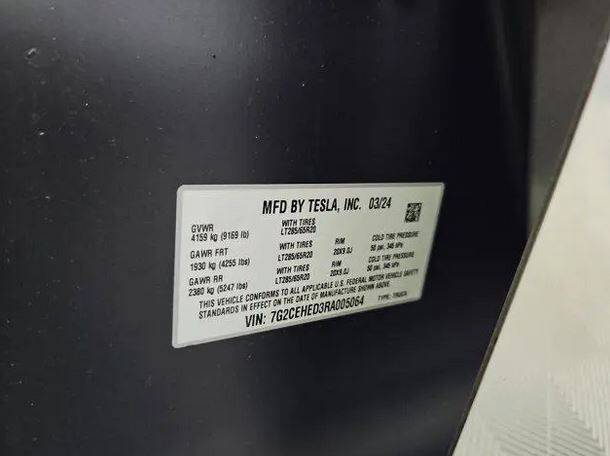 MFD BY TESLA, INC. 03/24
GVWR WITH TIRES
4159 kg (9169 lb) LT285/65R20
GAWR FRT WITH TIRES RIM COLD TIRE PRESSURE
1930 kg (4255 lbs) LT285/65R20 20X9.0J 50 psi, 345 kPa
GAWR RR WITH TIRES RIM COLD TIRE PRESSURE
2380 kg (5247 lbs) LT285/65R20 20X9.0J 50 psi, 345 kPa
THIS VEHICLE CONFORMS TO ALL APPLICABLE U.S. FEDERAL MOTOR VEHICLE SAFETY
STANDARDS IN EFFECT ON THE DATE OF MANUFACTURE SHOWN ABOVE.
VIN: 7G2CEHED3RA005064 TYPE: TRUCK